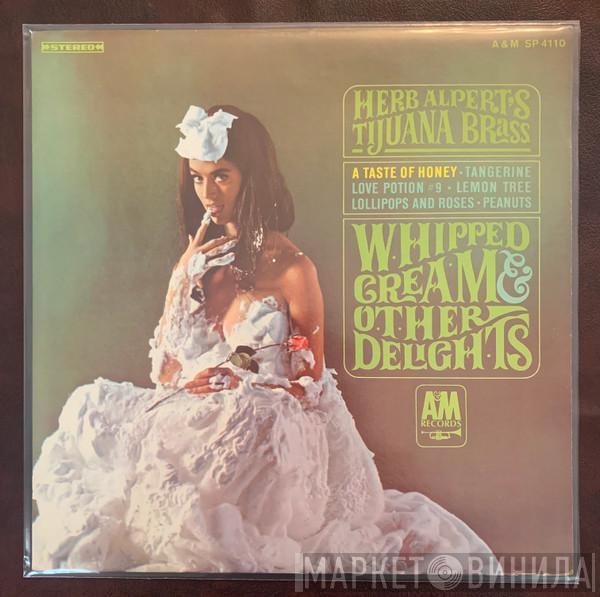 STEREO
A & M SP 4110
HERB ALPERT'S
TIJUANA BRASS
A TASTE OF HONEY • TANGERINE
LOVE POTION #9 • LEMON TREE
LOLLIPOPS AND ROSES • PEANUTS
WHIPPED
CREAM &
OTHER
DELIGHTS
A&M
RECORDS
МАРКЕТ ВИНИЛА